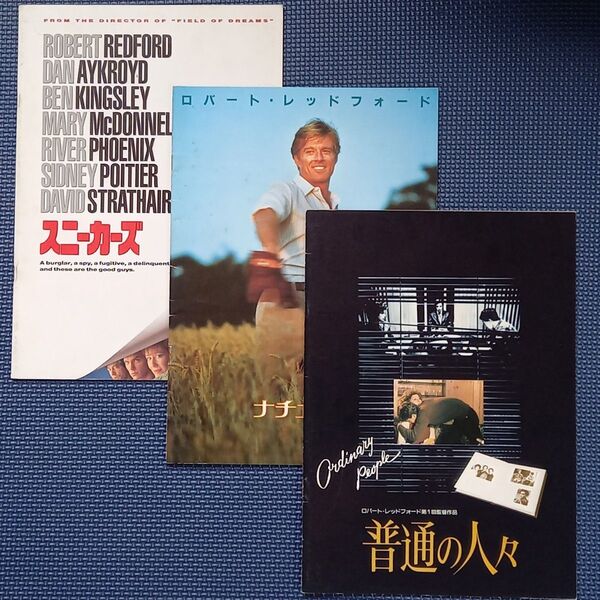 FROM THE DIRECTOR OF "FIELD OF DREAMS"
ROBERT REDFORD
DAN AYKROYD
BEN KINGSLEY
MARY McDONNEL
RIVER PHOENIX
SIDNEY POITIER
DAVID STRATHAIR
スニーカーズ
A burglar, a spy, a fugitive, a delinquent
and these are the good guys.
ロバート・レッドフォード
ナチュ
Ordinary
People
ロバート・レッドフォード第1回監督作品
普通の人々